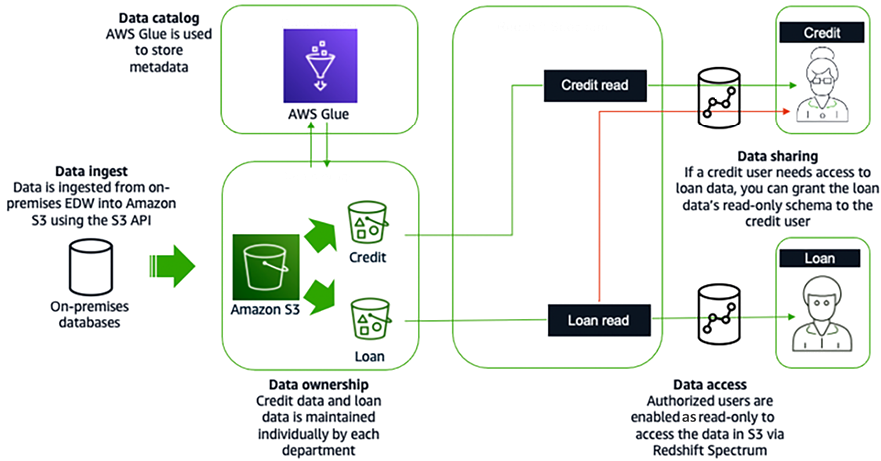 Data catalog
AWS Glue is used
to store
metadata
AWS Glue
Data ingest
Data is ingested from on-
premises EDW into Amazon
S3 using the S3 API
On-premises
databases
Amazon S3
Credit
Loan
Data ownership
Credit data and loan
data is maintained
individually by each
department
Credit read
Loan read
Credit
Data sharing
If a credit user needs access to
loan data, you can grant the loan
data's read-only schema to the
credit user
Loan
Data access
Authorized users are
enabled as read-only to
access the data in S3 via
Redshift Spectrum